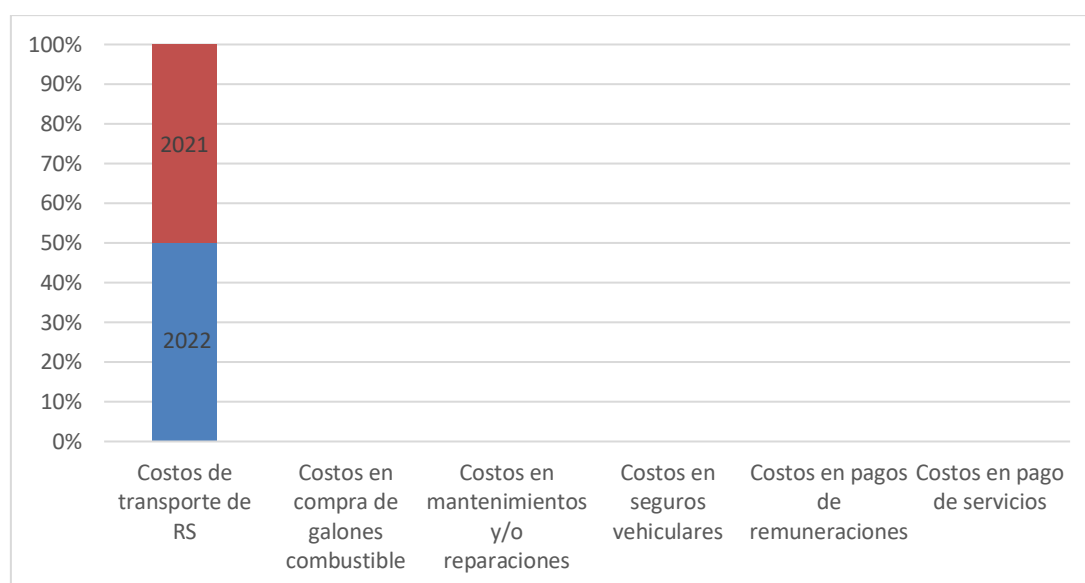 100%
90%
80%
70%
60%
50%
40%
30%
20%
10%
0%
2021
2022
Costos de
transporte de
RS
Costos en
compra de
galones
combustible
Costos en
mantenimientos
y/o
reparaciones
Costos en
seguros
vehiculares
Costos en pagos
de
remuneraciones
Costos en pago
de servicios